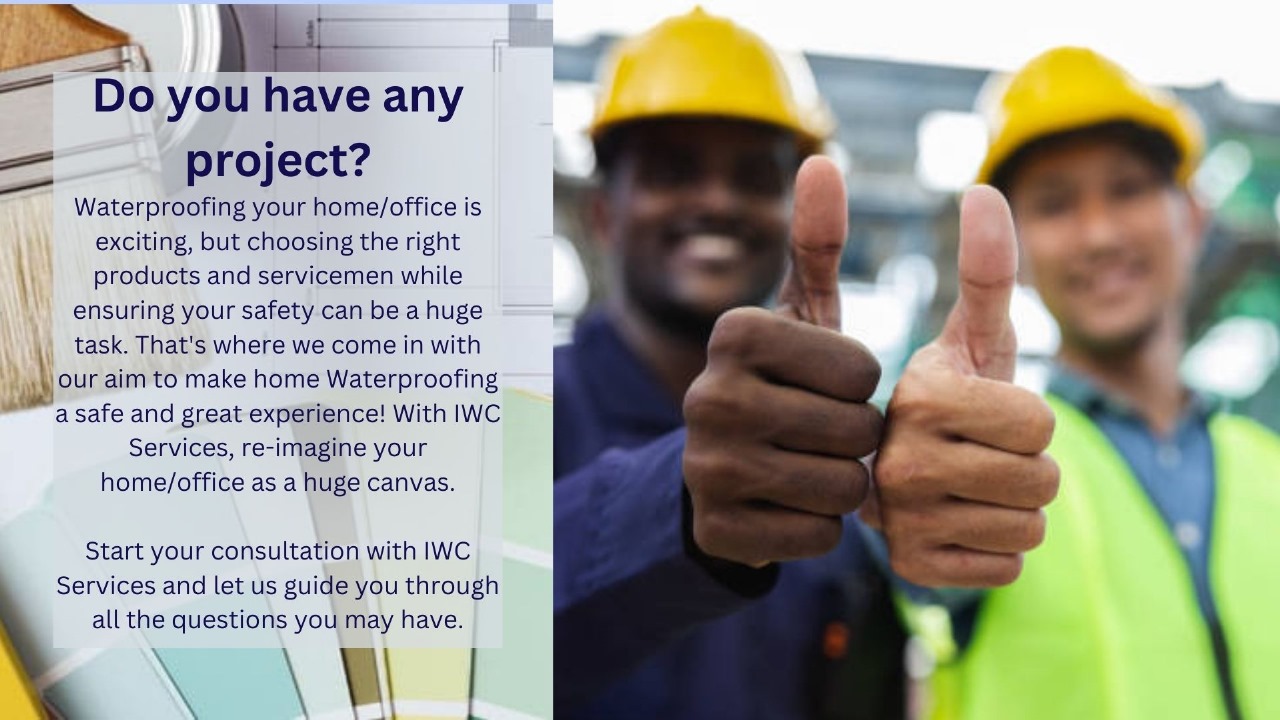 Do you have any
project?
Waterproofing your home/office is
exciting, but choosing the right
products and servicemen while
ensuring your safety can be a huge
task. That's where we come in with
our aim to make home Waterproofing
a safe and great experience! With IWC
Services, re-imagine your
home/office as a huge canvas.
Start your consultation with IWC
Services and let us guide you through
all the questions you may have.